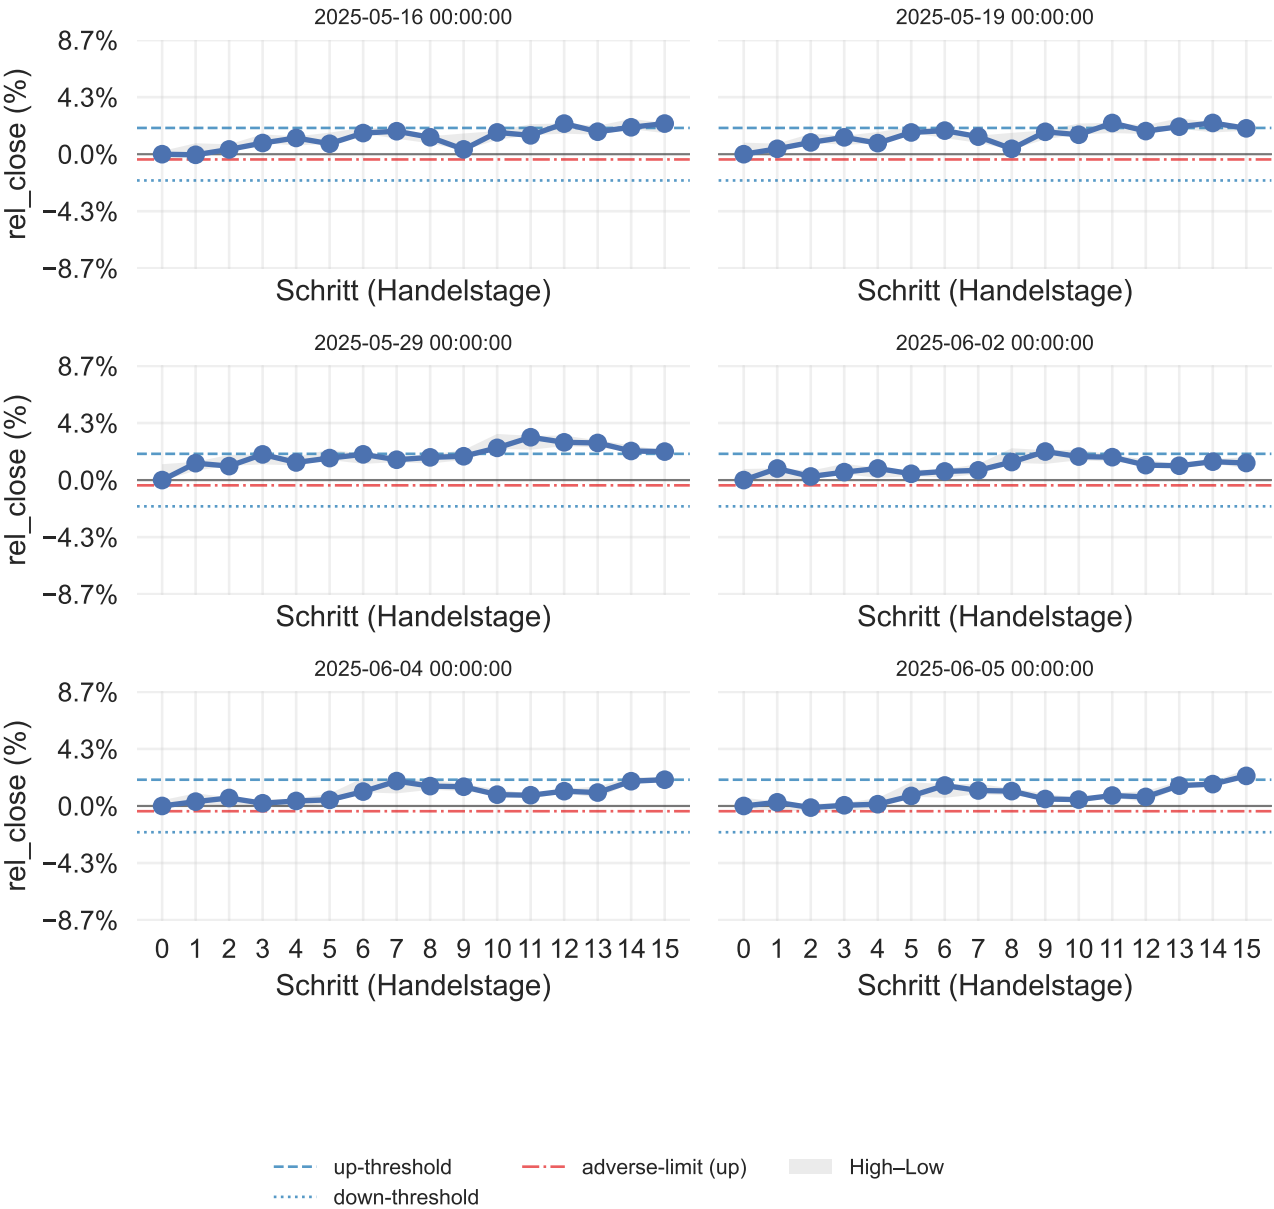 2025-05-16 00:00:00
8.7%
4.3%
0.0%
−4.3%
−8.7%
rel_close (%)
Schritt (Handelstage)
2025-05-19 00:00:00
Schritt (Handelstage)
2025-05-29 00:00:00
8.7%
4.3%
0.0%
−4.3%
−8.7%
rel_close (%)
Schritt (Handelstage)
2025-06-02 00:00:00
Schritt (Handelstage)
2025-06-04 00:00:00
8.7%
4.3%
0.0%
−4.3%
−8.7%
rel_close (%)
0 1 2 3 4 5 6 7 8 9 10 11 12 13 14 15
Schritt (Handelstage)
2025-06-05 00:00:00
0 1 2 3 4 5 6 7 8 9 10 11 12 13 14 15
Schritt (Handelstage)
up-threshold
down-threshold
adverse-limit (up)
High–Low